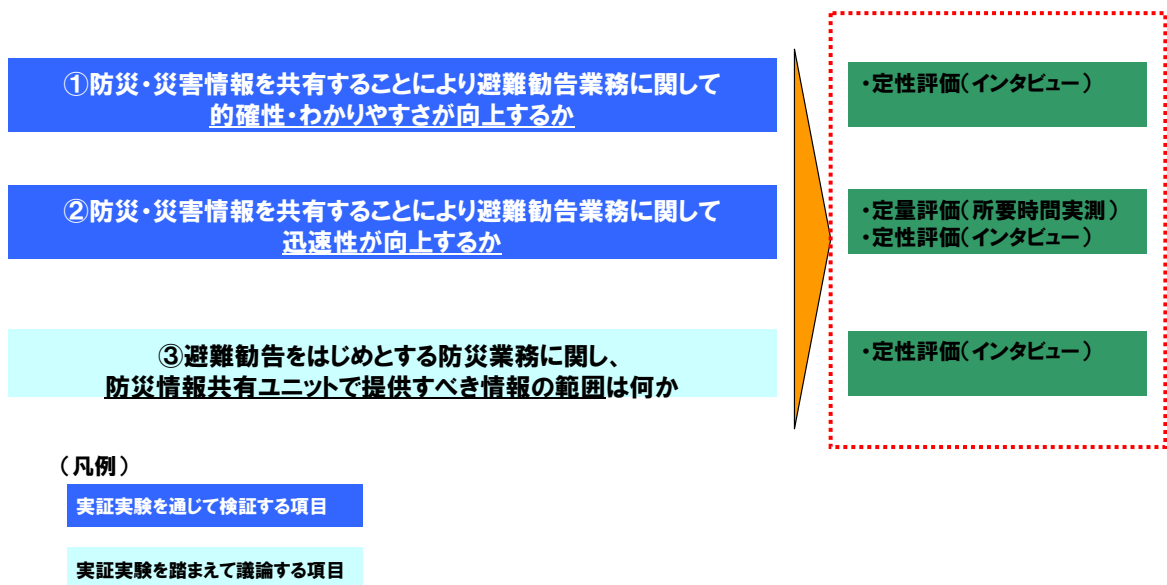 ①防災・災害情報を共有することにより避難勧告業務に関して
的確性・わかりやすさが向上するか
・定性評価(インタビュー)
②防災・災害情報を共有することにより避難勧告業務に関して
迅速性が向上するか
・定量評価(所要時間実測)
・定性評価(インタビュー)
③避難勧告をはじめとする防災業務に関し、
防災情報共有ユニットで提供すべき情報の範囲は何か
・定性評価(インタビュー)
(凡例)
実証実験を通じて検証する項目
実証実験を踏まえて議論する項目